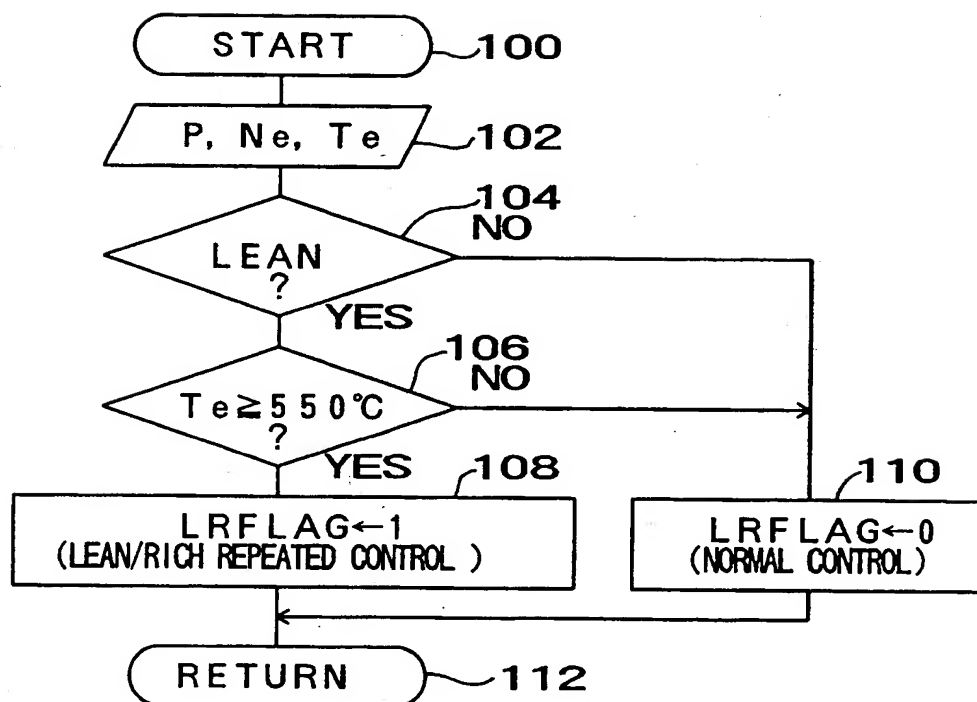 START
100
P, Ne, Te
102
104
NO
LEAN
?
YES
106
NO
Te≧550℃
?
YES
108
LRFLAG←1
(LEAN/RICH REPEATED CONTROL )
110
LRFLAG←0
(NORMAL CONTROL)
RETURN
112